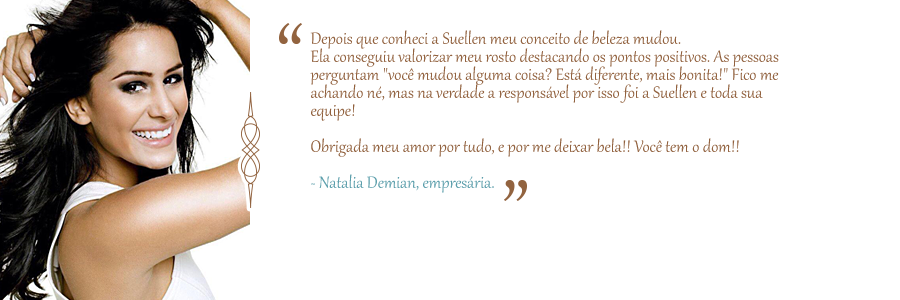 “
Depois que conheci a Suellen meu conceito de beleza mudou.
Ela conseguiu valorizar meu rosto destacando os pontos positivos. As pessoas
perguntam "você mudou alguma coisa? Está diferente, mais bonita!" Fico me
achando né, mas na verdade a responsável por isso foi a Suellen e toda sua
equipe!
Obrigada meu amor por tudo, e por me deixar bela!! Você tem o dom!!
- Natalia Demian, empresária. ”